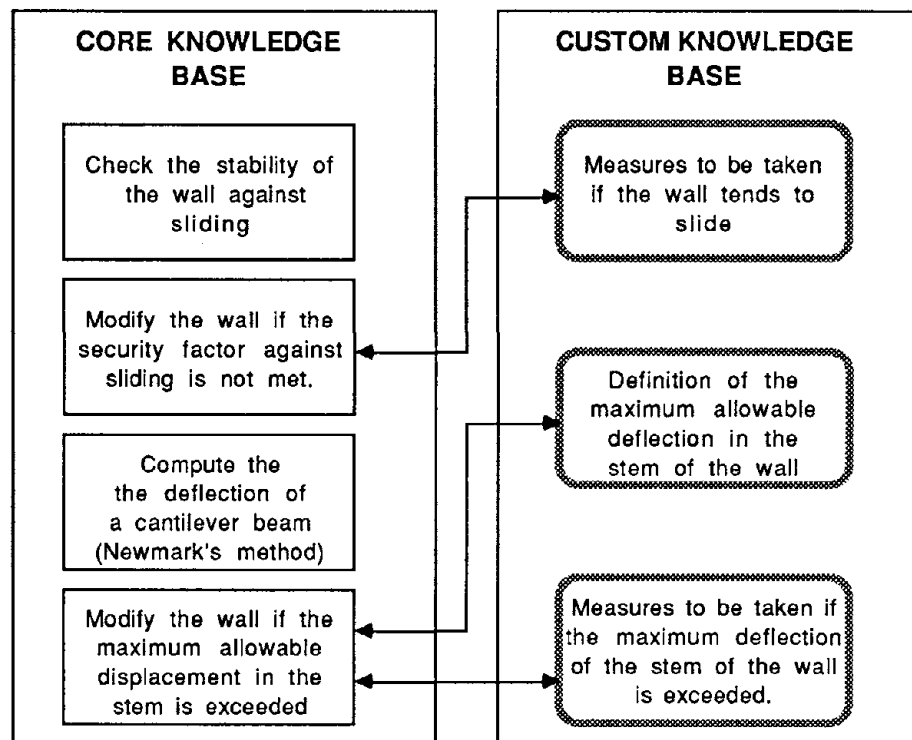 CORE KNOWLEDGE
BASE
Check the stability of
the wall against
sliding
Modify the wall if the
security factor against
sliding is not met.
Compute the
the deflection of
a cantilever beam
(Newmark's method)
Modify the wall if the
maximum allowable
displacement in the
stem is exceeded
CUSTOM KNOWLEDGE
BASE
Measures to be taken
if the wall tends to
slide
Definition of the
maximum allowable
deflection in the
stem of the wall
Measures to be taken if
the maximum deflection
of the stem of the wall
is exceeded.